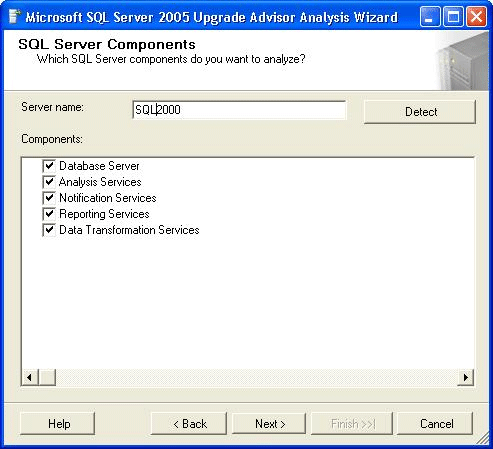 Microsoft SQL Server 2005 Upgrade Advisor Analysis Wizard
SQL Server Components
Which SQL Server components do you want to analyze?
Server name:
SQL2000
Detect
Components:
Database Server
Analysis Services
Notification Services
Reporting Services
Data Transformation Services
Help
< Back
Next >
Finish >>|
Cancel